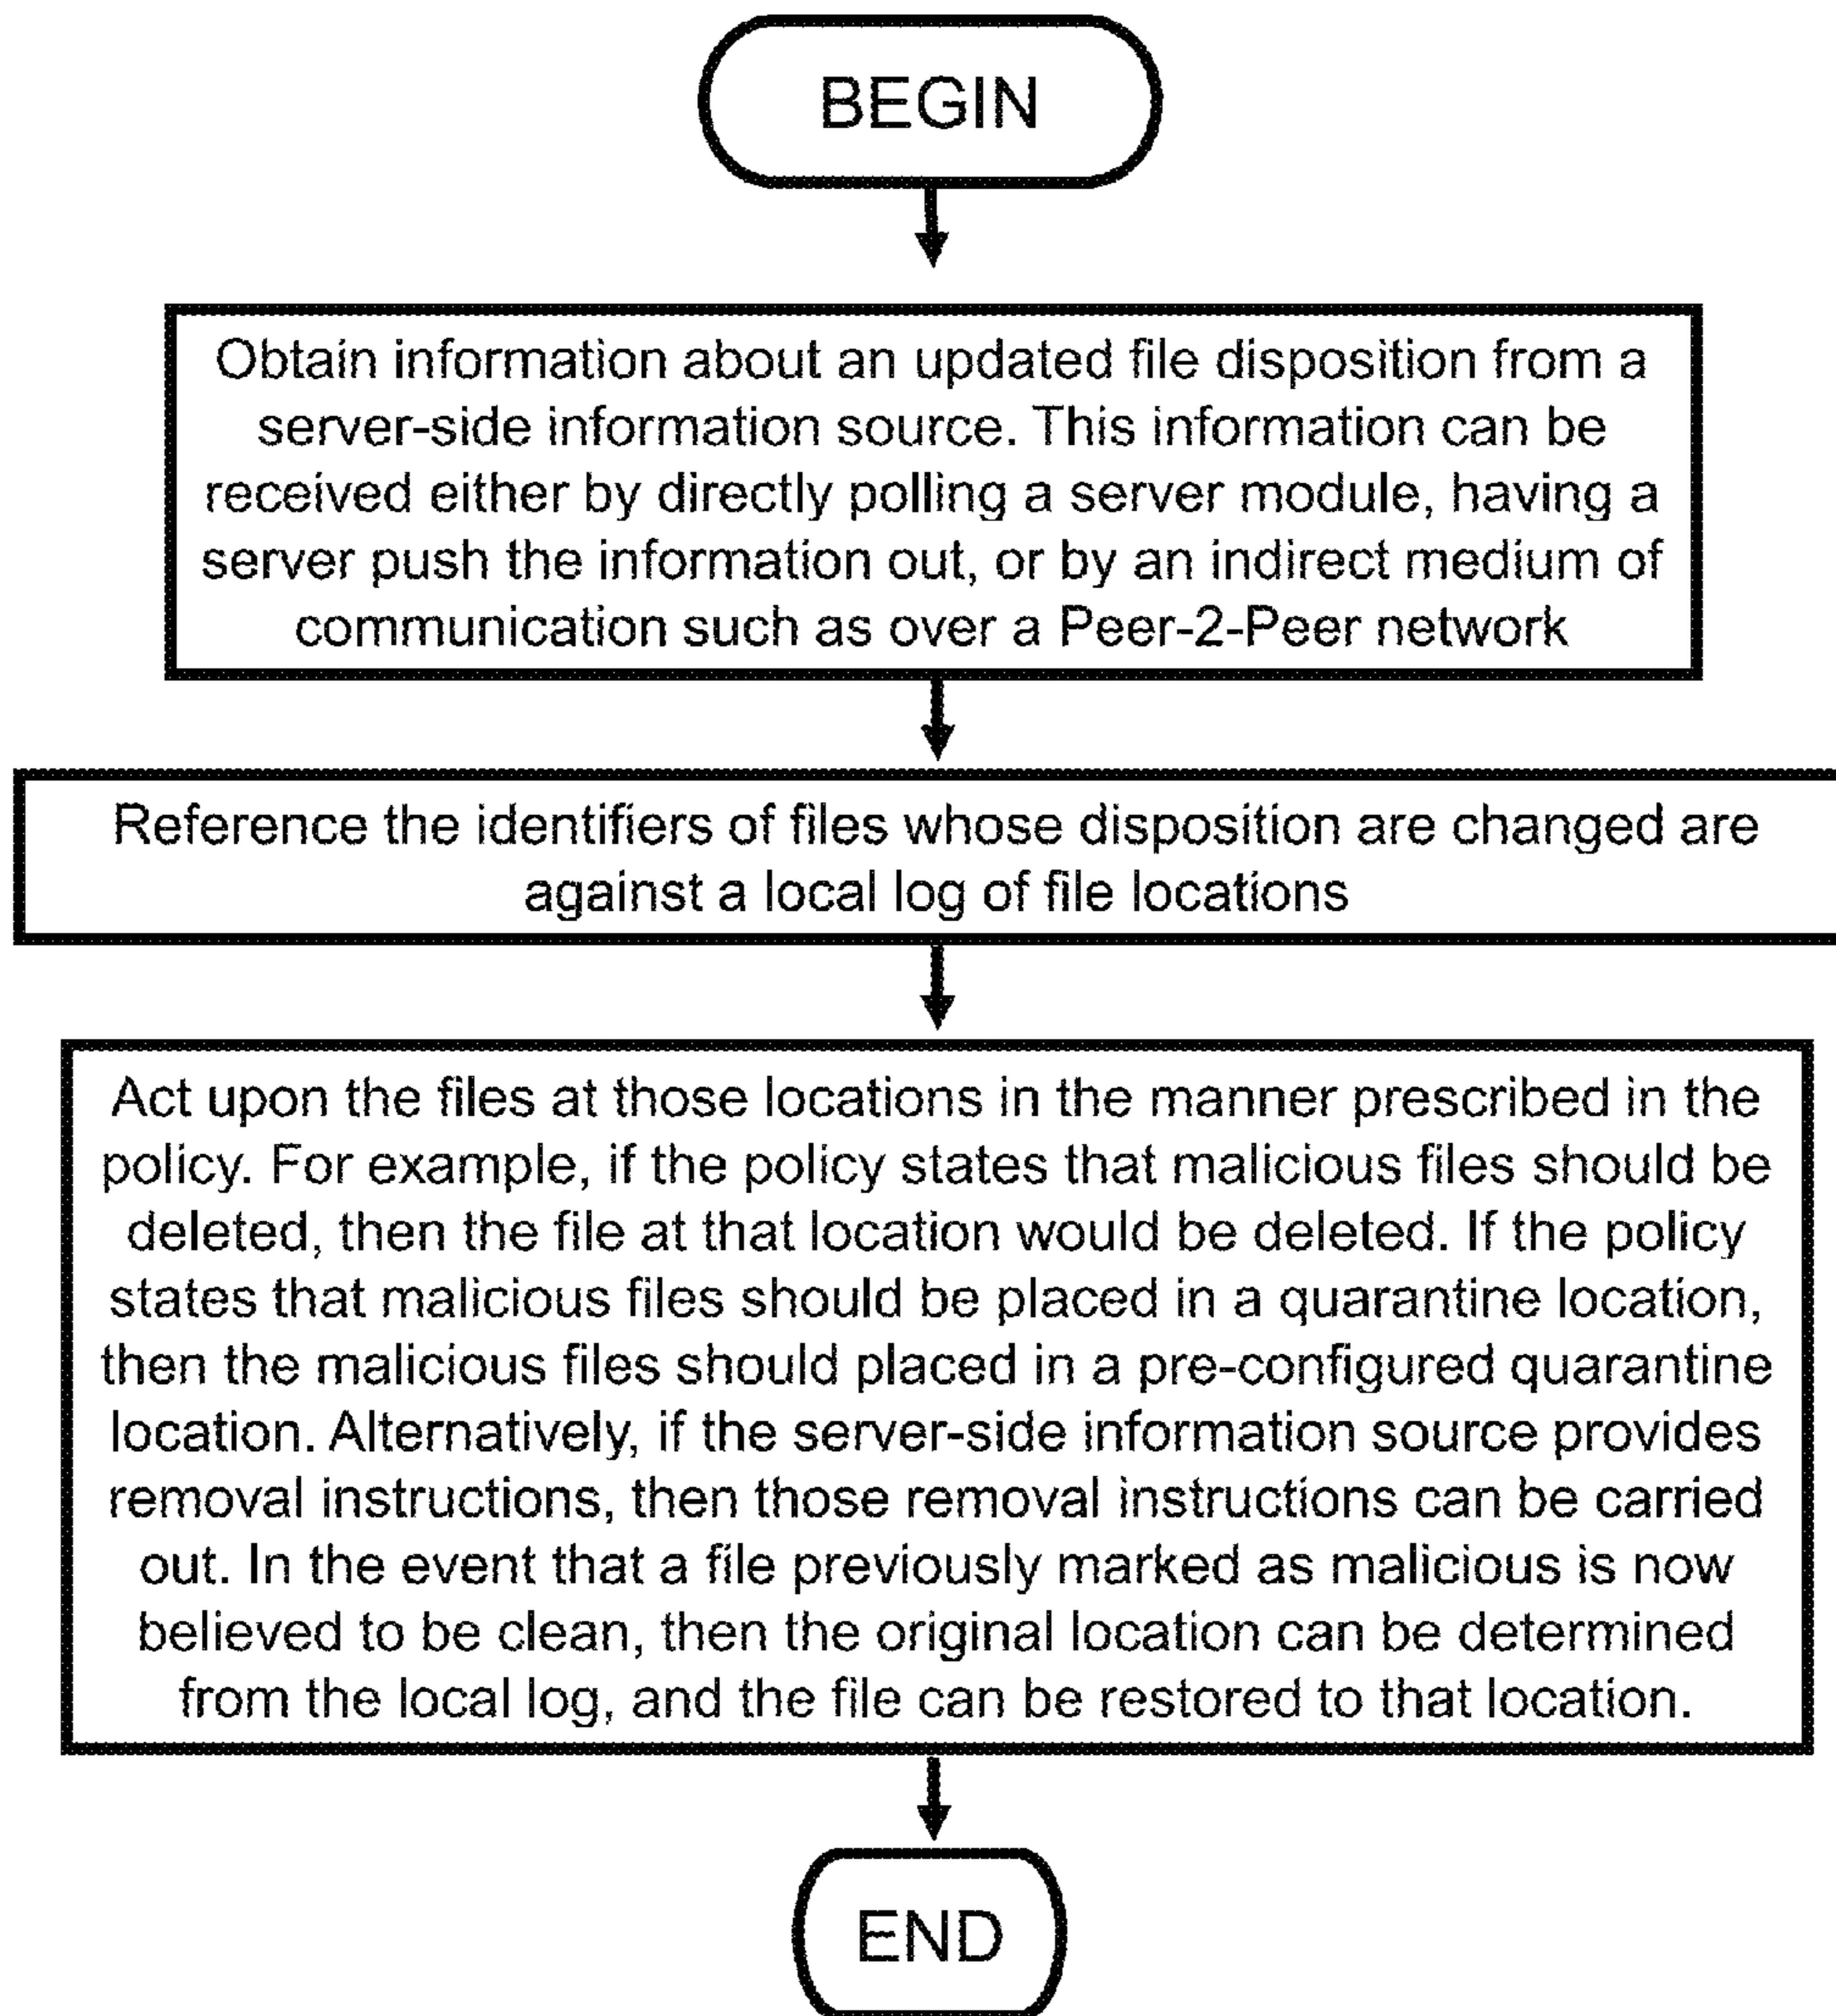 BEGIN
Obtain information about an updated file disposition from a
server-side information source. This information can be
received either by directly polling a server module, having a
server push the information out, or by an indirect medium of
communication such as over a Peer-2-Peer network
Reference the identifiers of files whose disposition are changed are
against a local log of file locations
Act upon the files at those locations in the manner prescribed in the
policy. For example, if the policy states that malicious files should be
deleted, then the file at that location would be deleted. If the policy
states that malicious files should be placed in a quarantine location,
then the malicious files should placed in a pre-configured quarantine
location. Alternatively, if the server-side information source provides
removal instructions, then those removal instructions can be carried
out. In the event that a file previously marked as malicious is now
believed to be clean, then the original location can be determined
from the local log, and the file can be restored to that location.
END